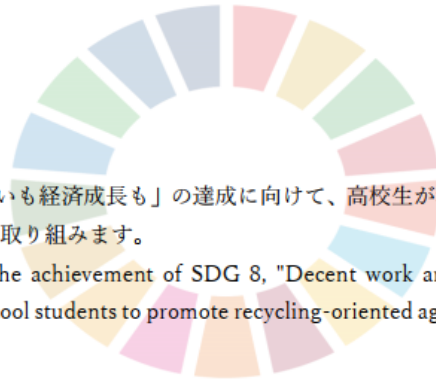 いも経済成長も」の達成に向けて、高校生が
取り組みます。
he achievement of SDG 8, "Decent work an
ool students to promote recycling-oriented ag